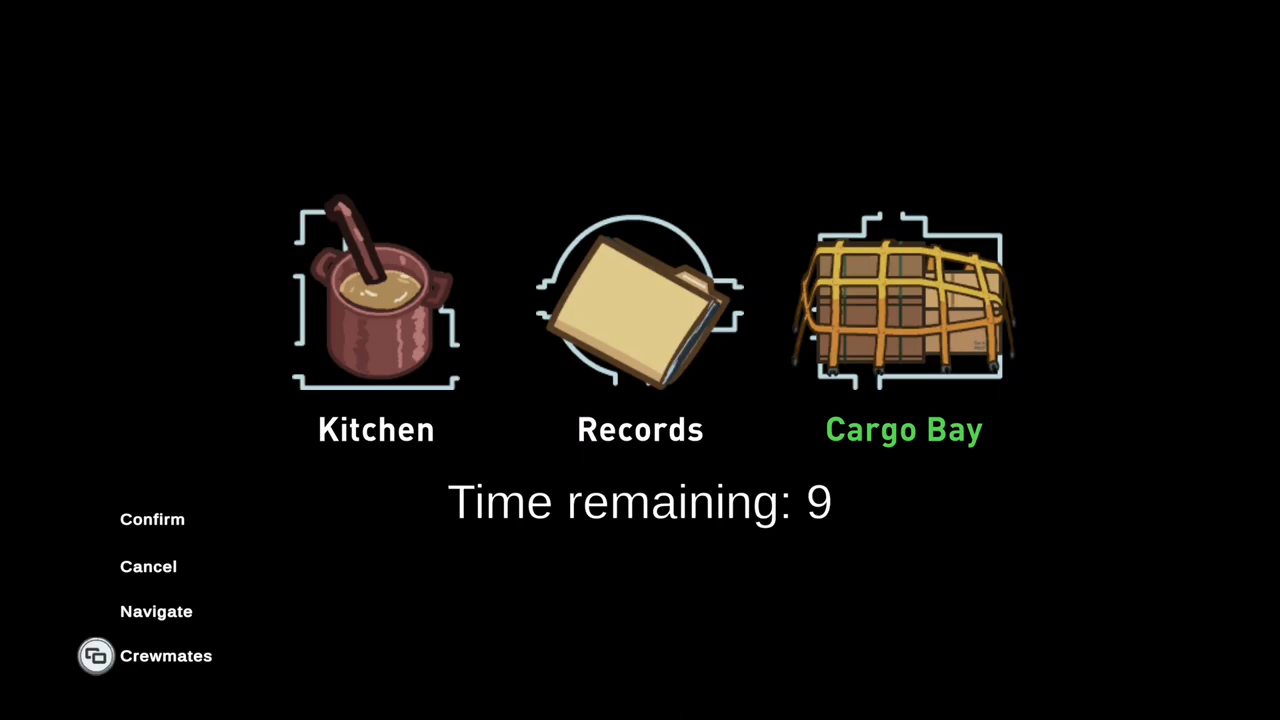 Kitchen
Records
Cargo Bay
Time remaining: 9
Confirm
Cancel
Navigate
Crewmates